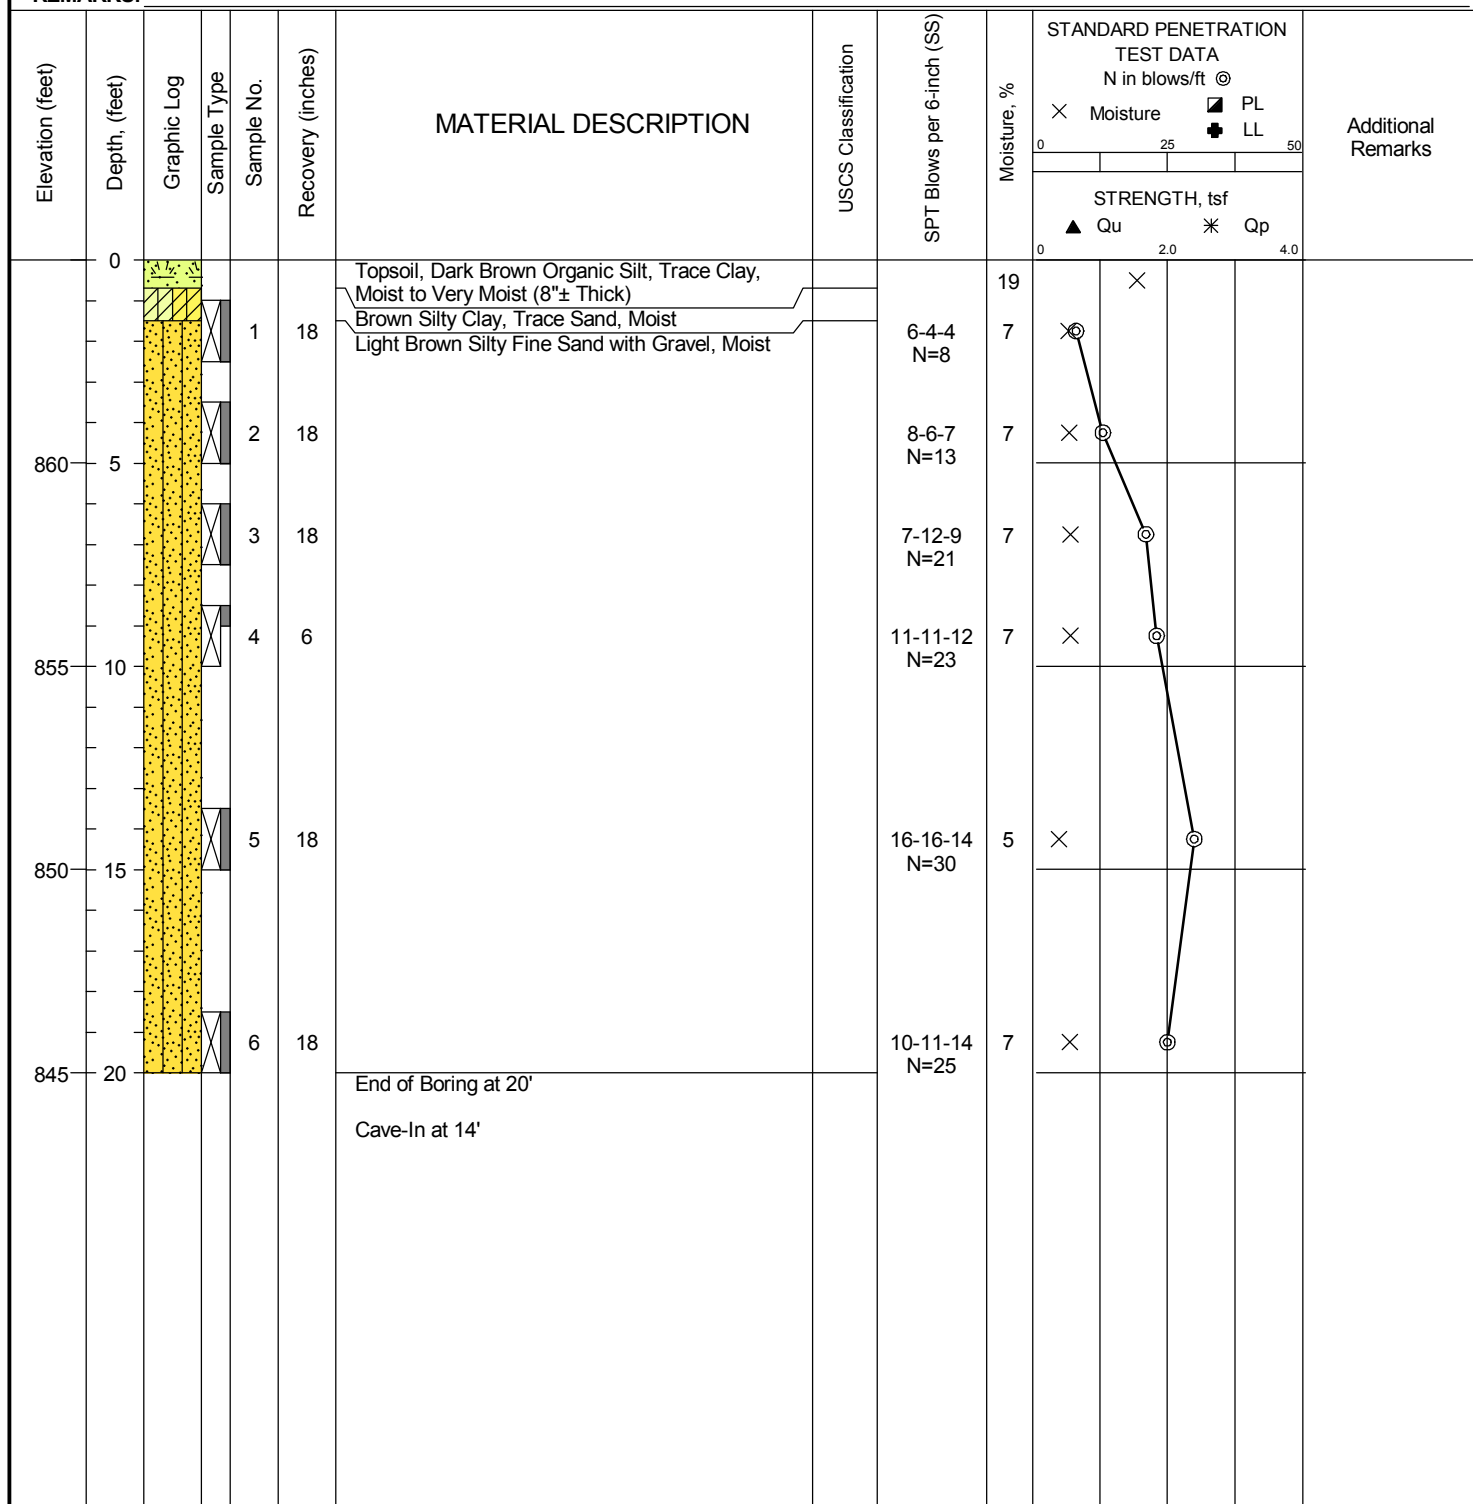 REMARKS:
Elevation (feet)
Depth, (feet)
Graphic Log
Sample Type
Sample No.
Recovery (inches)
MATERIAL DESCRIPTION
USCS Classification
SPT Blows per 6-inch (SS)
Moisture, %
STANDARD PENETRATION
TEST DATA
N in blows/ft
Moisture
PL
LL
0 25 50
STRENGTH, tsf
Qu Qp
0 2.0 4.0
Additional
Remarks
0
Topsoil, Dark Brown Organic Silt, Trace Clay,
Moist to Very Moist (8"± Thick)
19
Brown Silty Clay, Trace Sand, Moist
1 18
6-4-4 7
N=8
Light Brown Silty Fine Sand with Gravel, Moist
2 18 8-6-7 7
N=13
860 5
3 18 7-12-9 7
N=21
4 6 11-11-12 7
N=23
855 10
5 18 16-16-14 5
N=30
850 15
6 18 10-11-14 7
N=25
845 20
End of Boring at 20'
Cave-In at 14'